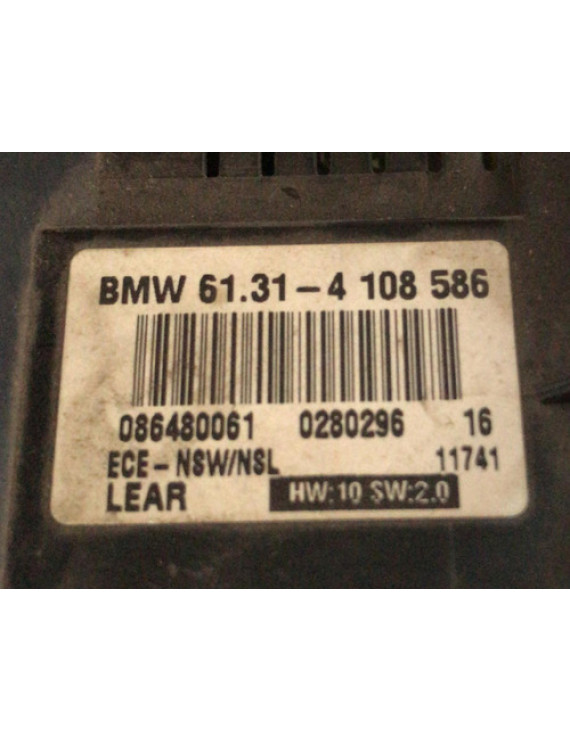 BMW 61.31-4 108 586
086480061 0280296 16
ECE-NSW/NSL 11741
LEAR HW:10 SW:2.0